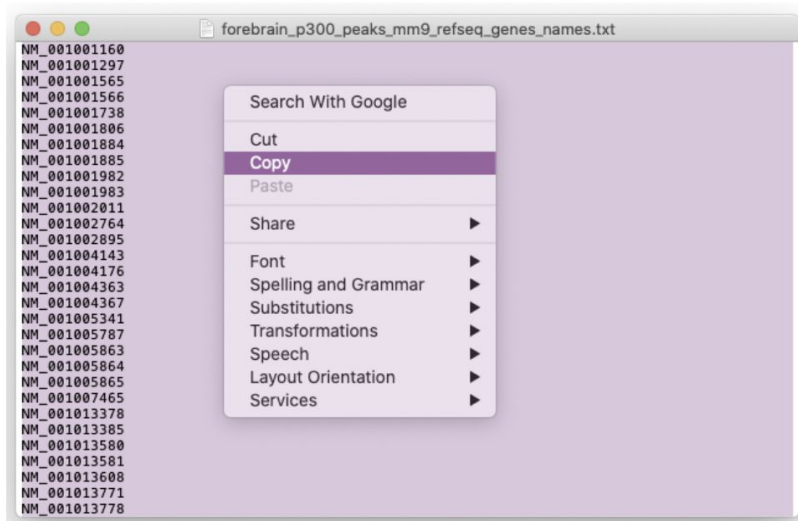 forebrain_p300_peaks_mm9_refseq_genes_names.txt
NM_001001160
NM_001001297
NM_001001565
NM_001001566
NM_001001738
NM_001001806
NM_001001884
NM_001001885
NM_001001982
NM_001001983
NM_001002011
NM_001002764
NM_001002895
NM_001004143
NM_001004176
NM_001004363
NM_001004367
NM_001005341
NM_001005787
NM_001005863
NM_001005864
NM_001005865
NM_001007465
NM_001013378
NM_001013385
NM_001013580
NM_001013581
NM_001013608
NM_001013771
NM_001013778
Search With Google
Cut
Copy
Paste
Share
Font
Spelling and Grammar
Substitutions
Transformations
Speech
Layout Orientation
Services